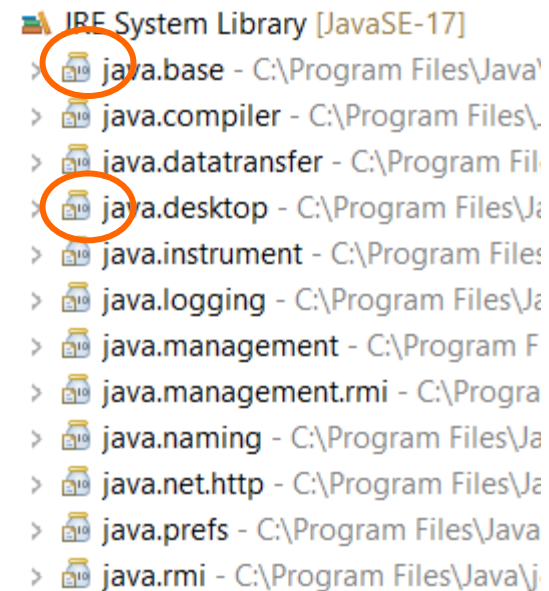 JRE System Library [JavaSE-17]
java.base - C:\Program Files\Java\
java.compiler - C:\Program Files\J
java.datatransfer - C:\Program Fil
java.desktop - C:\Program Files\Ja
java.instrument - C:\Program Files
java.logging - C:\Program Files\Ja
java.management - C:\Program F
java.management.rmi - C:\Progra
java.naming - C:\Program Files\Ja
java.net.http - C:\Program Files\Ja
java.prefs - C:\Program Files\Java
java.rmi - C:\Program Files\Java\j